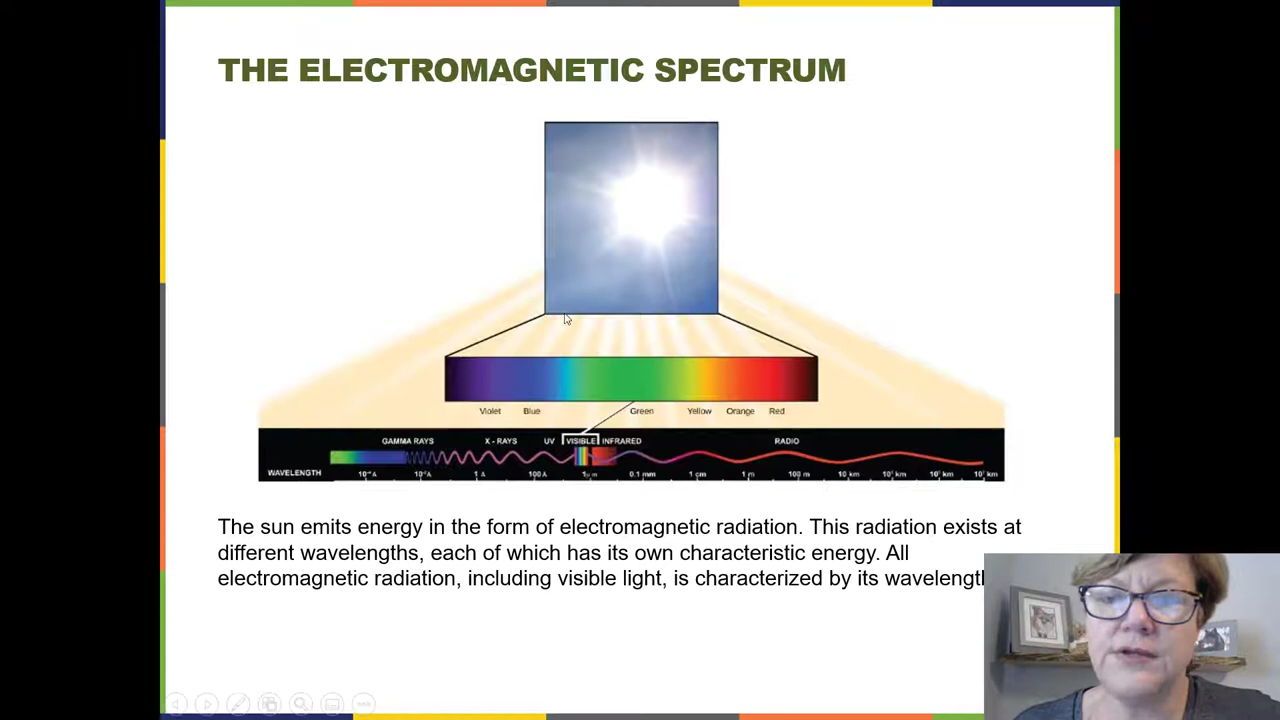 THE ELECTROMAGNETIC SPECTRUM
Violet Blue Green Yellow Orange Red
GAMMA RAYS X - RAYS UV VISIBLE INFRARED RADIO
WAVELENGTH 1 A 100 A 0.1 mm 1 cm 1 m 100 m 10 km
The sun emits energy in the form of electromagnetic radiation. This radiation exists at
different wavelengths, each of which has its own characteristic energy. All
electromagnetic radiation, including visible light, is characterized by its